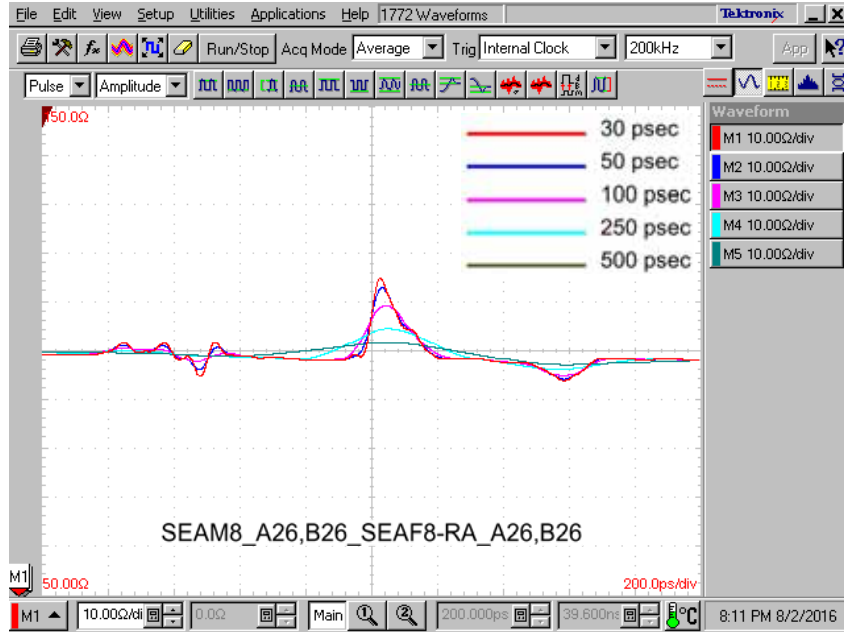 File Edit View Setup Utilities Applications Help 1772 Waveforms Tektronix
Run/Stop Acq Mode Average Trig Internal Clock 200kHz App
Pulse Amplitude
50.0Ω
30 psec
50 psec
100 psec
250 psec
500 psec
Waveform
M1 10.00Ω/div
M2 10.00Ω/div
M3 10.00Ω/div
M4 10.00Ω/div
M5 10.00Ω/div
SEAM8_A26,B26_SEAF8-RA_A26,B26
M1
50.00Ω 200.0ps/div
M1 10.00Ω/di 0.0Ω Main 200.000ps 39.600ns °C 8:11 PM 8/2/2016